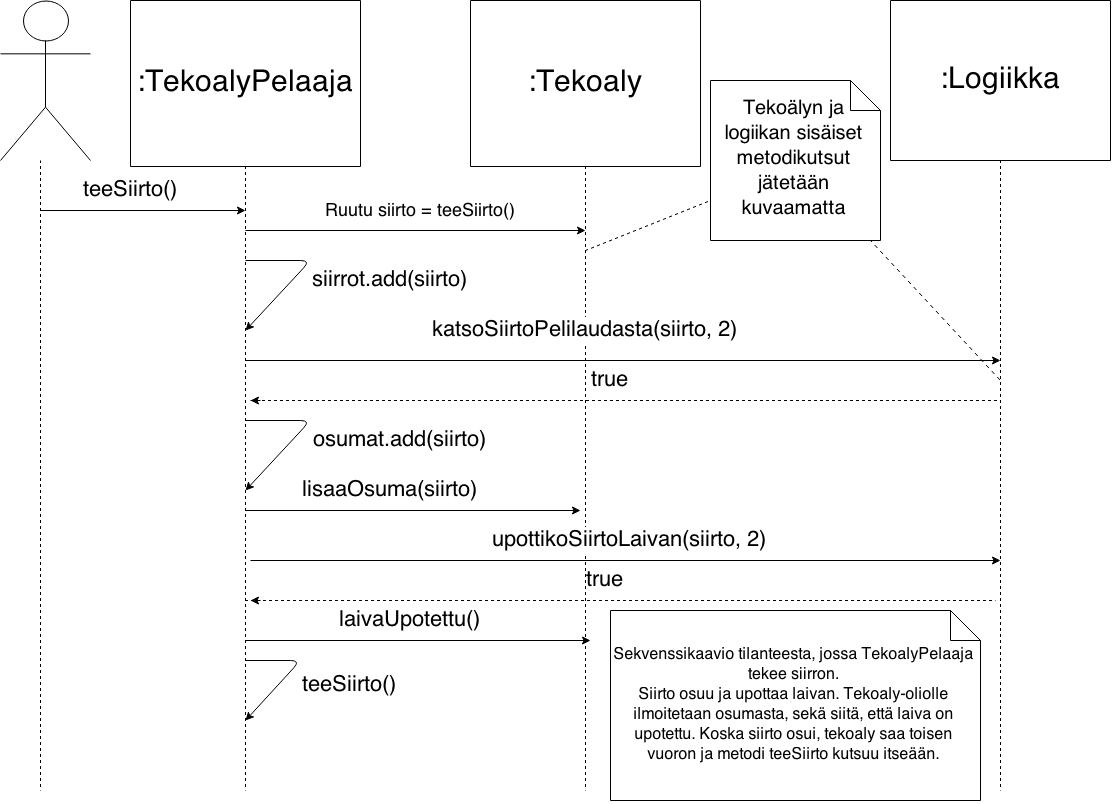 :TekoalyPelaaja
:Tekoaly
:Logiikka
Tekoälyn ja
logiikan sisäiset
metodikutsut
jätetään
kuvaamatta
teeSiirto()
Ruutu siirto = teeSiirto()
siirrot.add(siirto)
katsoSiirtoPelilaudasta(siirto, 2)
true
osumat.add(siirto)
lisaaOsuma(siirto)
upottikoSiirtoLaivan(siirto, 2)
true
laivaUpotettu()
teeSiirto()
Sekvenssikaavio tilanteesta, jossa TekoalyPelaaja
tekee siirron.
Siirto osuu ja upottaa laivan. Tekoaly-oliolle
ilmoitetaan osumasta, sekä siitä, että laiva on
upotettu. Koska siirto osui, tekoaly saa toisen
vuoron ja metodi teeSiirto kutsuu itseään.